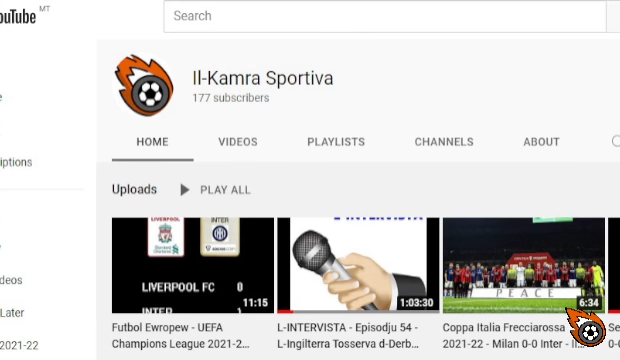 YouTube MT
Search
Il-Kamra Sportiva
177 subscribers
HOME VIDEOS PLAYLISTS CHANNELS ABOUT
Uploads PLAY ALL
LIVERPOOL INTER
LIVERPOOL FC 0
INTER
11:15
L-INTERVISTA
1:03:30
PEACE
6:34
Futbol Ewropew - UEFA
Champions League 2021-2...
L-INTERVISTA - Episodju 54 -
L-Ingilterra Tosserva d-Derb...
Coppa Italia Frecciarossa
2021-22 - Milan 0-0 Inter - Il...
Se
0-
iptions
deos
Later
2021-22